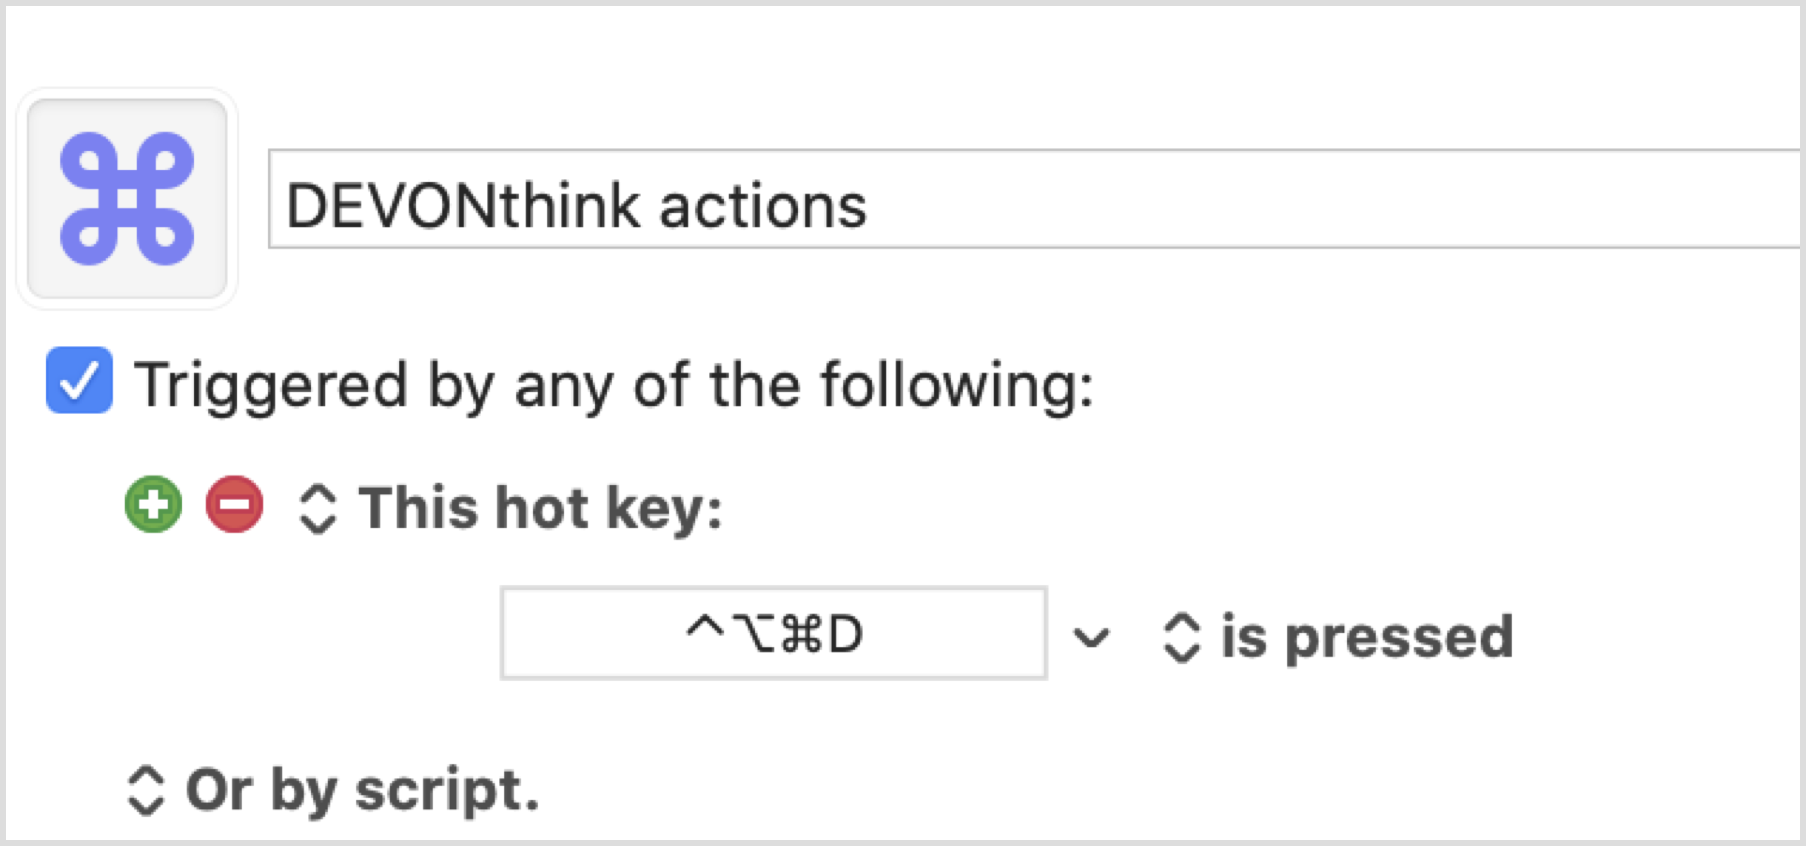 DEVONthink actions
Triggered by any of the following:
This hot key:
^⌥⌘D is pressed
Or by script.